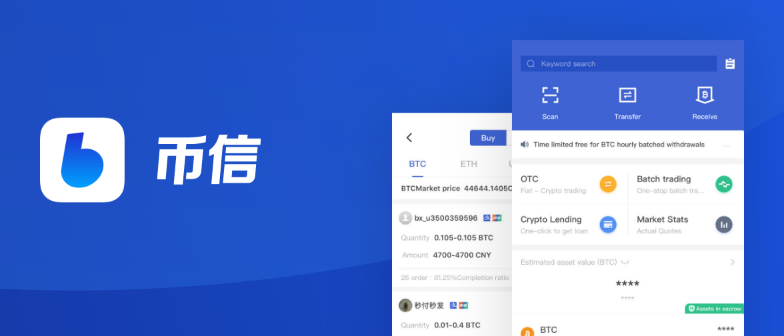 币信
Buy
BTC ETH
BTCMarket price 44644.1405C
bx_u3500359596
Quantity 0.105-0.105 BTC
Amount 4700-4700 CNY
26 order | 81.25%Completion ratio
秒付秒发
Quantity 0.01-0.4 BTC
Keyword search
Scan Transfer Receive
Time limited free for BTC hourly batched withdrawals ...
OTC
Fiat - Crypto trading
Batch trading
One-stop batch tra...
Crypto Lending
One-click to get loan
Market Stats
Actual Quotes
Estimated asset value (BTC)
****
****
Assets in escrow
BTC ****